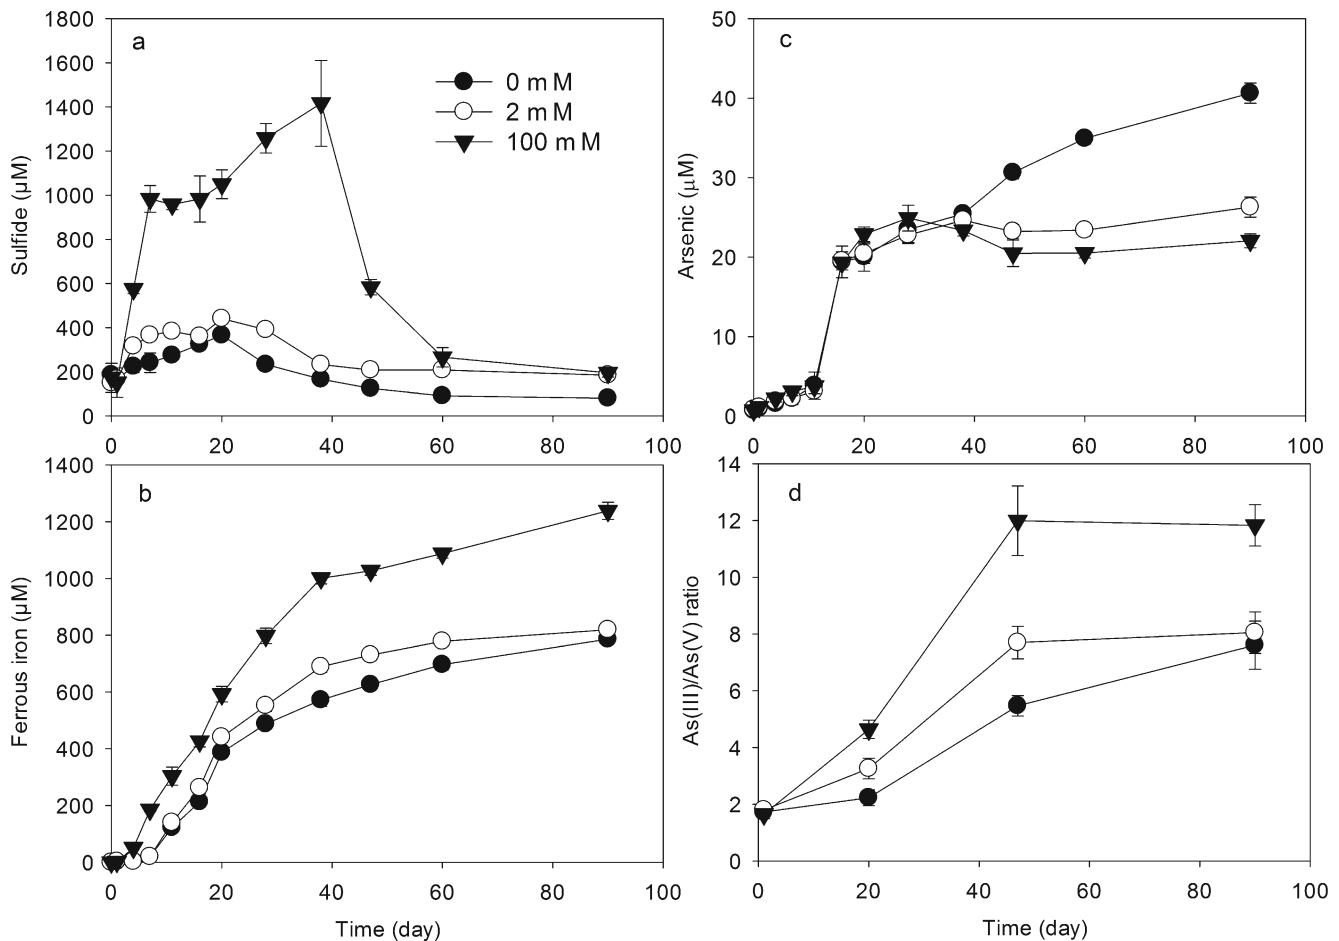 a
1800
1600
1400
1200
1000
800
600
400
200
0
Sulfide (µM)
0 mM
2 mM
100 mM
0 20 40 60 80 100
c
50
40
30
20
10
0
Arsenic (µM)
0 20 40 60 80 100
b
1400
1200
1000
800
600
400
200
0
Ferrous iron (µM)
0 20 40 60 80 100
Time (day)
d
14
12
10
8
6
4
2
0
As(III)/As(V) ratio
0 20 40 60 80 100
Time (day)